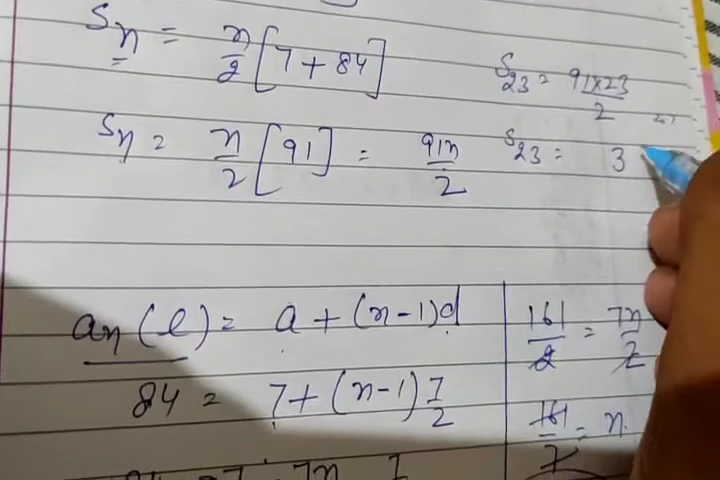 Sn = n/2 [7 + 84]
S23 = 91×23/2
Sn = n/2 [91] = 91n/2
S23 = 3
an (l) = a + (n-1)d
161/2 = 7n/2
84 = 7 + (n-1) 7/2
161/7 = n